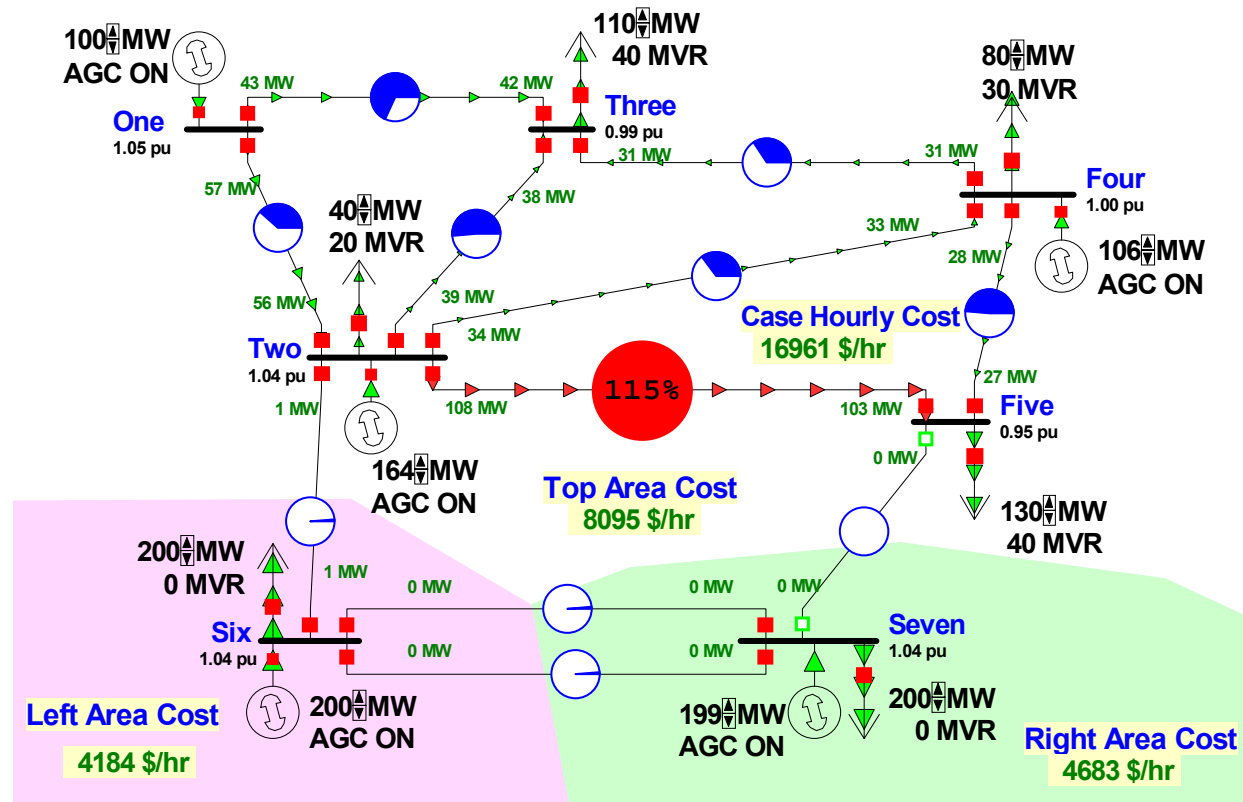 100 MW
AGC ON
110 MW
40 MVR
80 MW
30 MVR
43 MW
42 MW
One
1.05 pu
Three
0.99 pu
31 MW
31 MW
Four
1.00 pu
57 MW
38 MW
40 MW
20 MVR
33 MW
28 MW
106 MW
AGC ON
56 MW
39 MW
34 MW
Case Hourly Cost
16961 $/hr
Two
1.04 pu
1 MW
108 MW
115%
103 MW
27 MW
Five
0.95 pu
0 MW
164 MW
AGC ON
Top Area Cost
8095 $/hr
130 MW
40 MVR
200 MW
0 MVR
1 MW
0 MW
0 MW
0 MW
Six
1.04 pu
0 MW
0 MW
Seven
1.04 pu
Left Area Cost
4184 $/hr
200 MW
AGC ON
199 MW
AGC ON
200 MW
0 MVR
Right Area Cost
4683 $/hr